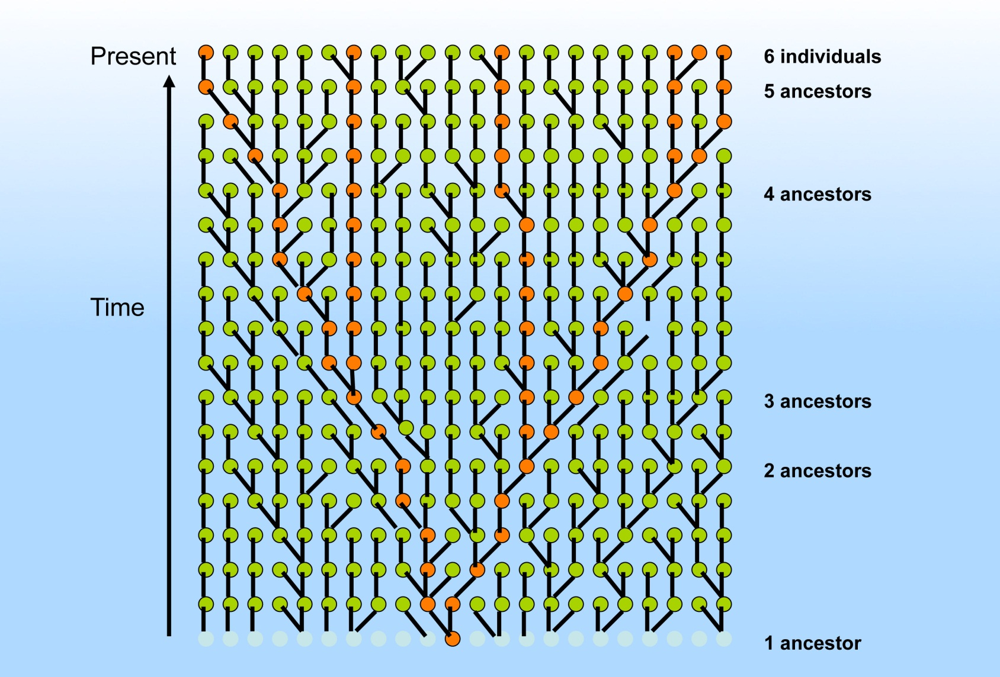 Present
6 individuals
5 ancestors
4 ancestors
Time
3 ancestors
2 ancestors
1 ancestor